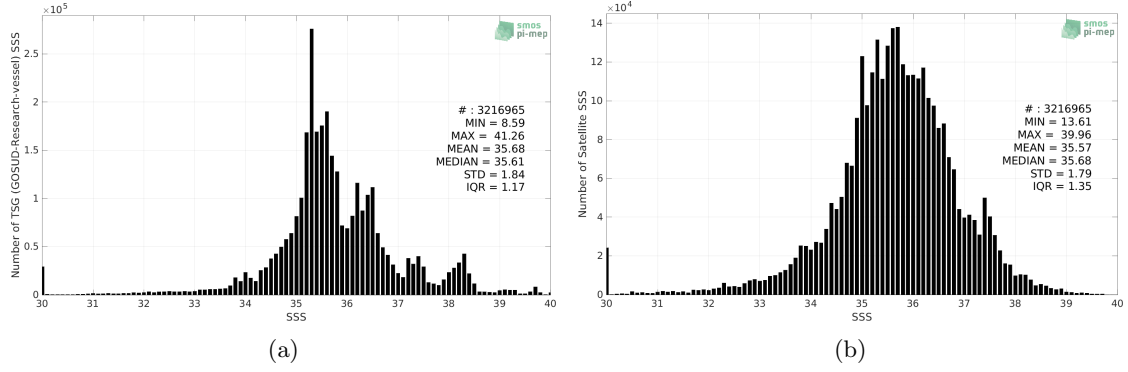 ×10⁵
2.5
2
1.5
1
0.5
0
30 31 32 33 34 35 36 37 38 39 40
SSS
Number of TSG (GOSUD-Research-vessel) SSS
smos
pi-mep
# : 3216965
MIN = 8.59
MAX = 41.26
MEAN = 35.68
MEDIAN = 35.61
STD = 1.84
IQR = 1.17
(a)
×10⁴
14
12
10
8
6
4
2
0
30 31 32 33 34 35 36 37 38 39 40
SSS
Number of Satellite SSS
smos
pi-mep
# : 3216965
MIN = 13.61
MAX = 39.96
MEAN = 35.57
MEDIAN = 35.68
STD = 1.79
IQR = 1.35
(b)